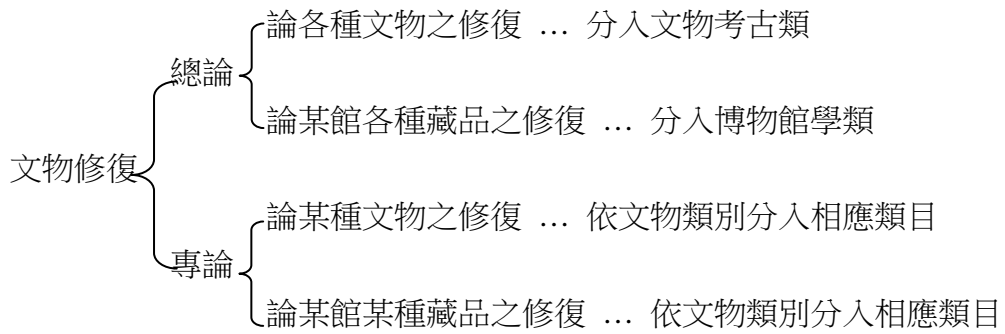 論各種文物之修復 … 分入文物考古類
總論
論某館各種藏品之修復 … 分入博物館學類
文物修復
論某種文物之修復 … 依文物類別分入相應類目
專論
論某館某種藏品之修復 … 依文物類別分入相應類目